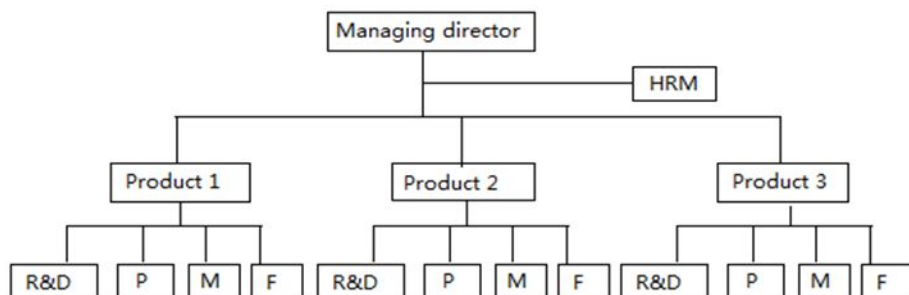 Managing director
HRM
Product 1
Product 2
Product 3
R&D P M F R&D P M F R&D P M F